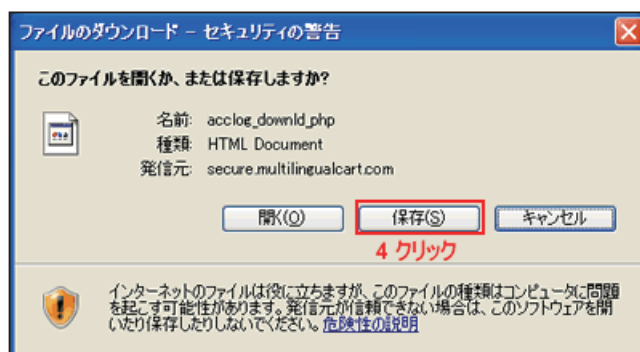 ファイルのダウンロード - セキュリティの警告
このファイルを開くか、または保存しますか?
名前: acclog_downld_php
種類: HTML Document
発信元: secure.multilingualcart.com
開く(O) 保存(S) キャンセル
4 クリック
インターネットのファイルは役に立ちますが、このファイルの種類はコンピュータに問題
を起こす可能性があります。発信元が信頼できない場合は、このソフトウェアを開
いたり保存したりしないでください。危険性の説明